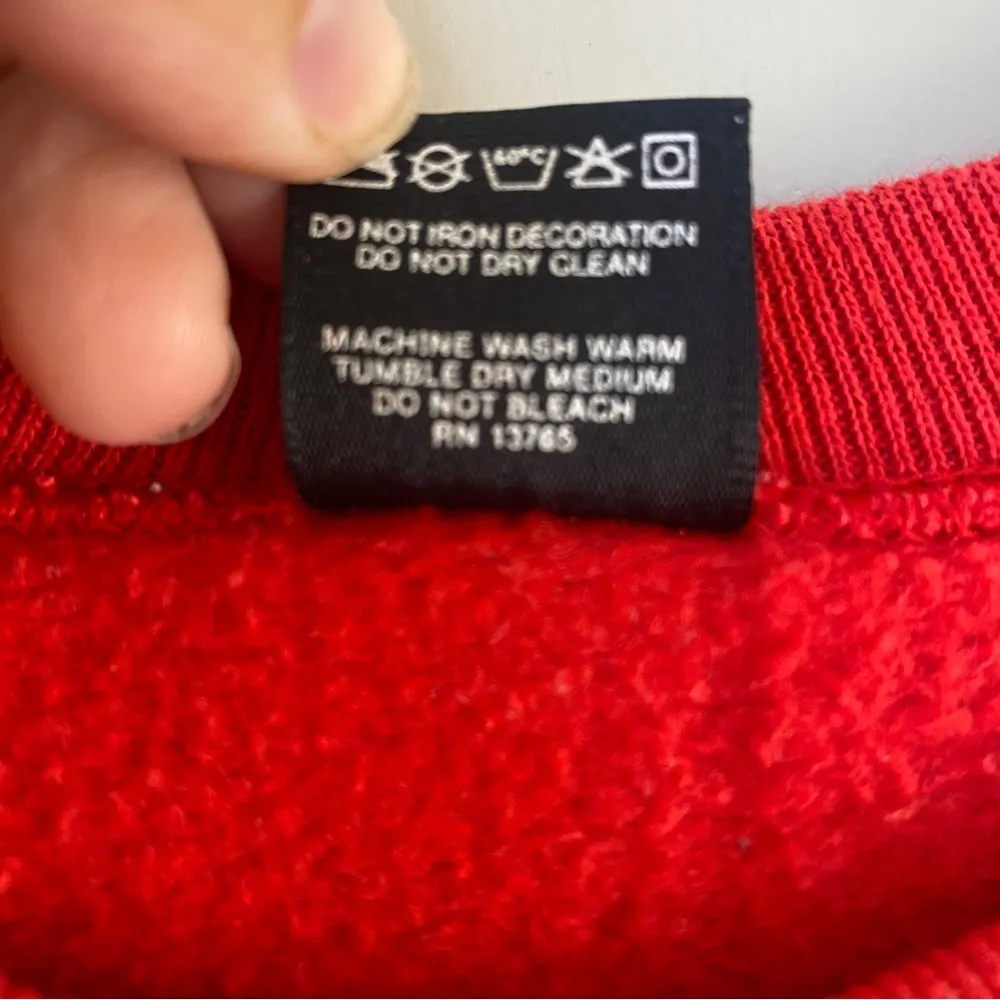 40°C
DO NOT IRON DECORATION
DO NOT DRY CLEAN
MACHINE WASH WARM
TUMBLE DRY MEDIUM
DO NOT BLEACH
RN 13765